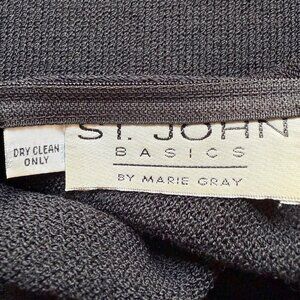 ST. JOHN
BASICS
BY MARIE GRAY
DRY CLEAN
ONLY